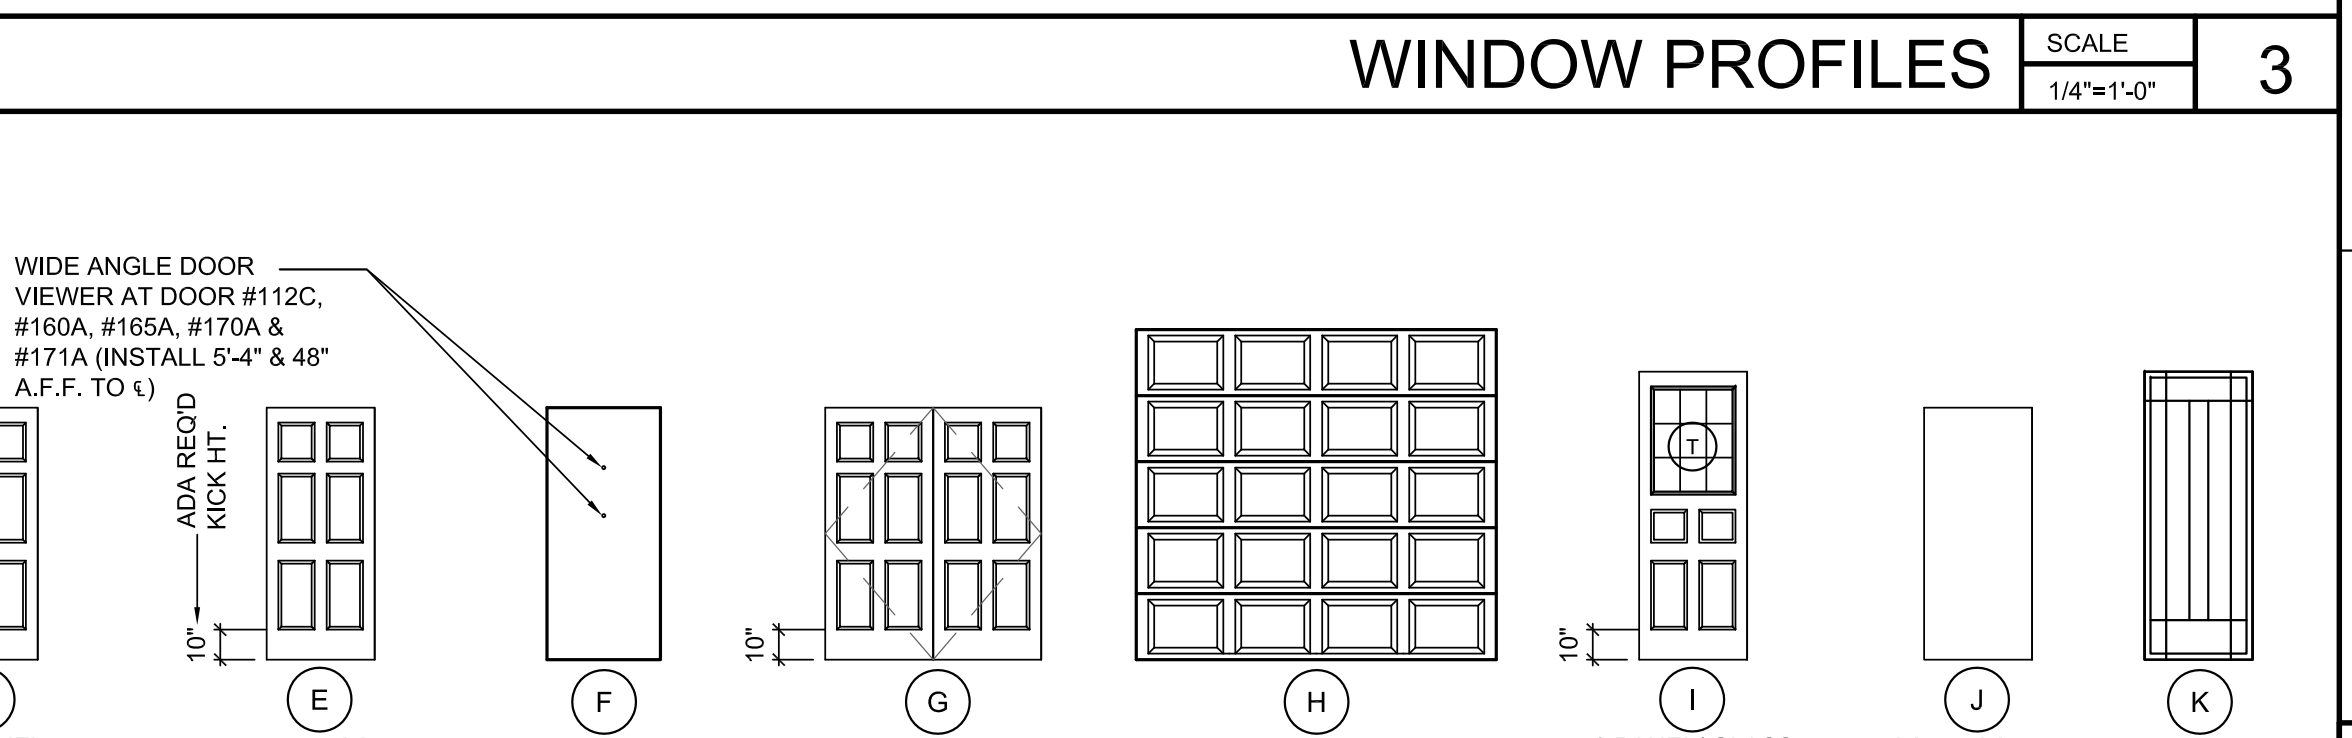 WINDOW PROFILES
SCALE
1/4"=1'-0"
3
WIDE ANGLE DOOR
VIEWER AT DOOR #112C,
#160A, #165A, #170A &
#171A (INSTALL 5'-4" & 48"
A.F.F. TO ℄)
ADA REQ'D
KICK HT.
10"
10"
10"
T
E
F
G
H
I
J
K